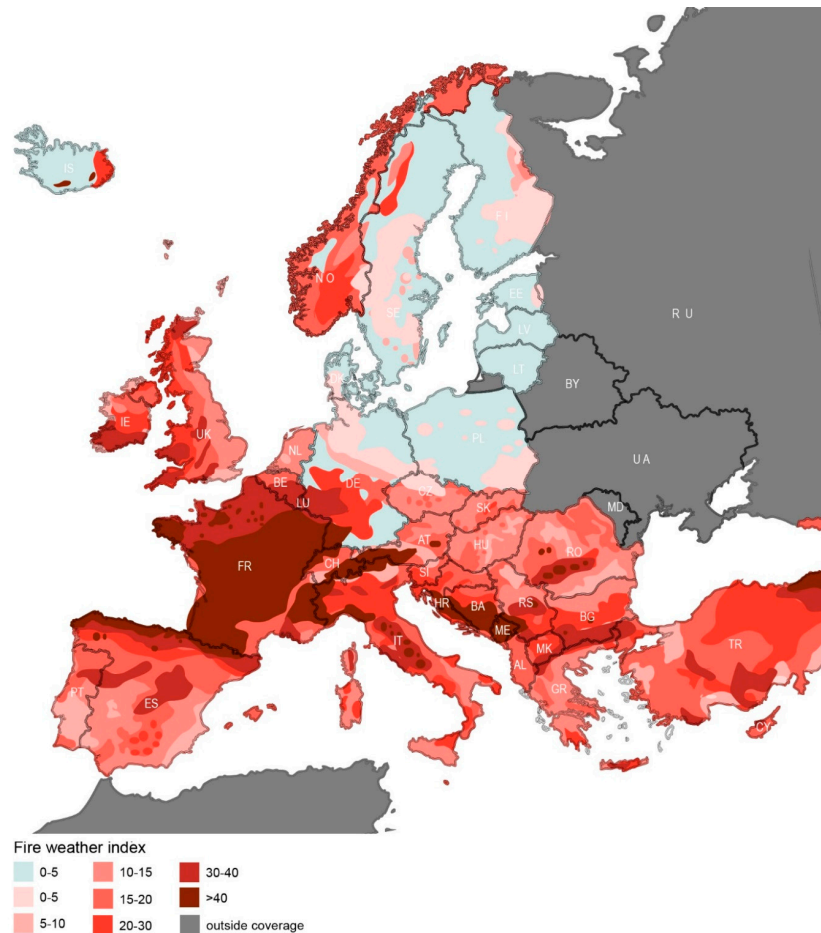 IS
FI
NO
SE
EE
R U
LV
LT
BY
IE
UK
NL
PL
DE
BE
UA
LU
CZ
SK
MD
FR
AT
HU
CH
RO
SI
HR
BA
RS
IT
ME
BG
MK
TR
PT
ES
AL
GR
CY
Fire weather index
0-5 10-15 30-40
0-5 15-20 >40
5-10 20-30 outside coverage